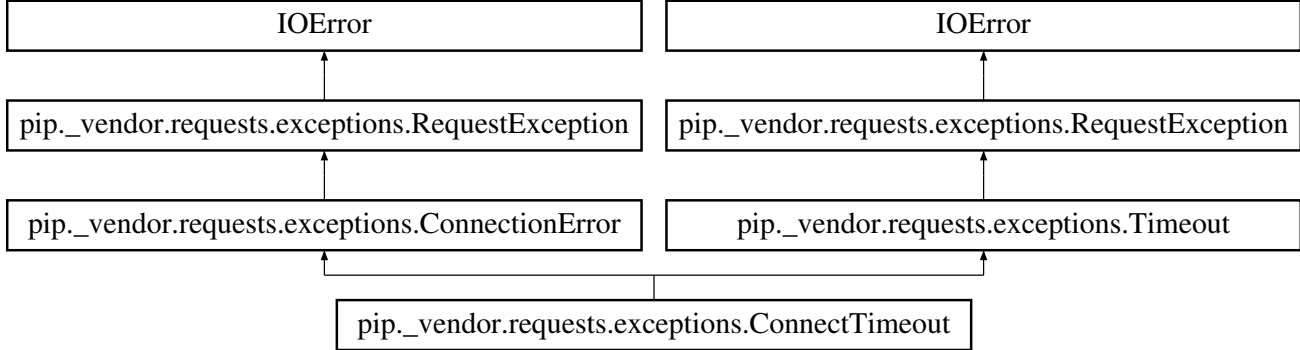 IOError
IOError
pip._vendor.requests.exceptions.RequestException
pip._vendor.requests.exceptions.RequestException
pip._vendor.requests.exceptions.ConnectionError
pip._vendor.requests.exceptions.Timeout
pip._vendor.requests.exceptions.ConnectTimeout